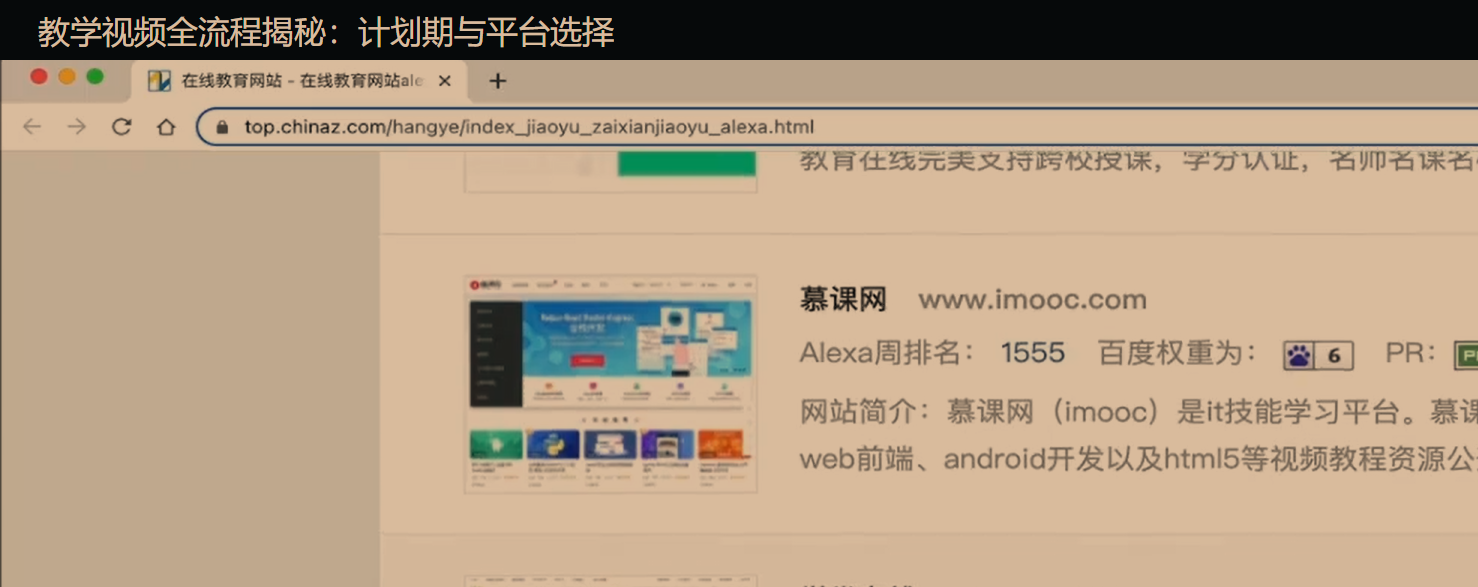 教学视频全流程揭秘：计划期与平台选择
在线教育网站 - 在线教育网站ale
top.chinaz.com/hangye/index_jiaoyu_zaixianjiaoyu_alexa.html
教育在线完美支持跨校授课，学分认证，名师名课名
慕课网 www.imooc.com
Alexa周排名： 1555 百度权重为： 6 PR：
网站简介：慕课网（imooc）是it技能学习平台。慕课
web前端、android开发以及html5等视频教程资源公